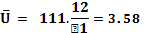 Ū = 111.12/⍰1 = 3.58